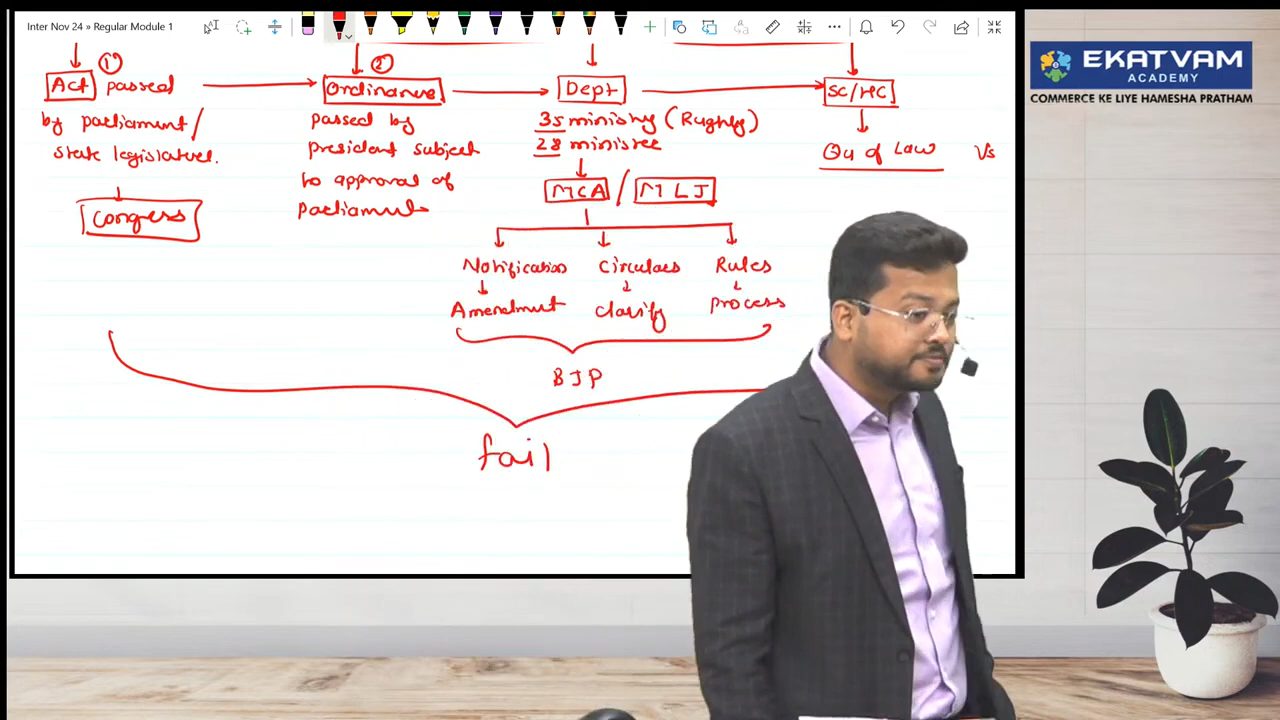 Inter Nov 24 » Regular Module 1
EKATVAM
ACADEMY
COMMERCE KE LIYE HAMESHA PRATHAM
① ②
Act passed
by parliament/
State legislature.
Congress
Ordinance
passed by
president subject
to approval of
Parliament
Dept
35 ministry (Rughly)
28 minister
MCA / MLJ
Notification Circulars Rules
Amendment Clarify Process
BJP
SC/HC
Qu of Law Vs
fail